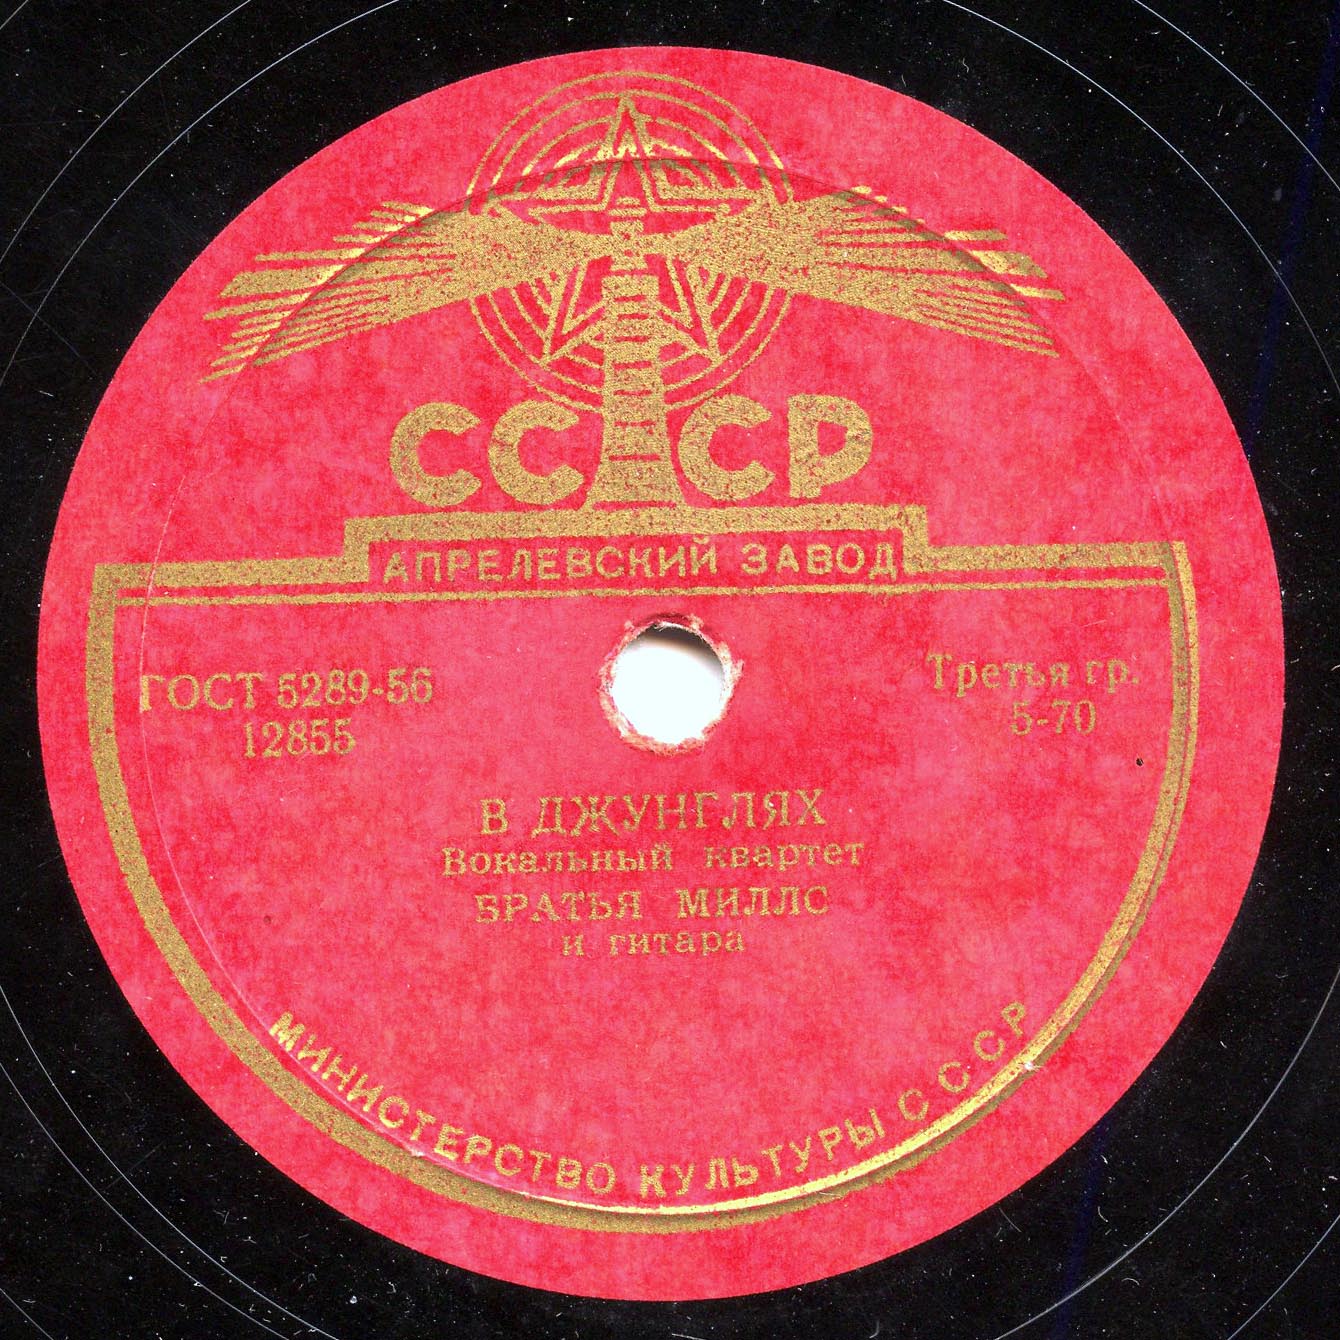 СССР
АПРЕЛЕВСКИЙ ЗАВОД
ГОСТ 5289-56
12855
Третья гр.
5-70
В ДЖУНГЛЯХ
Вокальный квартет
БРАТЬЯ МИЛЛС
и гитара
МИНИСТЕРСТВО КУЛЬТУРЫ СССР